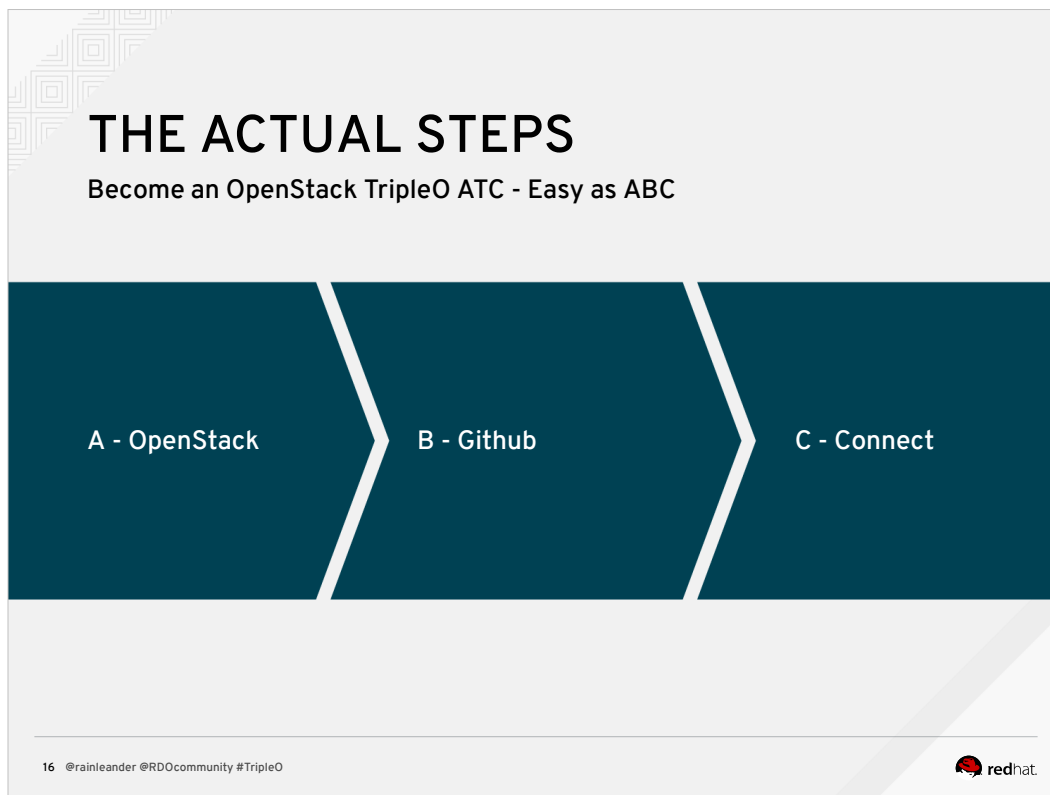 THE ACTUAL STEPS
Become an OpenStack TripleO ATC - Easy as ABC
A - OpenStack
B - Github
C - Connect
16 @rainleander @RDOcommunity #TripleO
redhat.